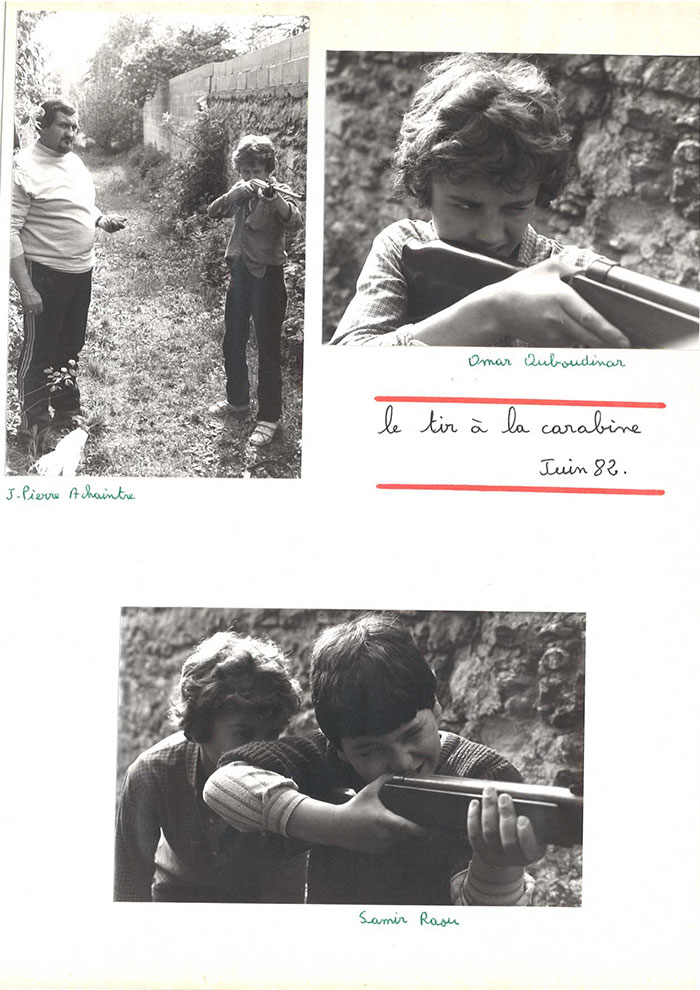 Omar Ouboudinar
le tir à la carabine
Juin 82.
J-Pierre Achaintre
Samir Raou